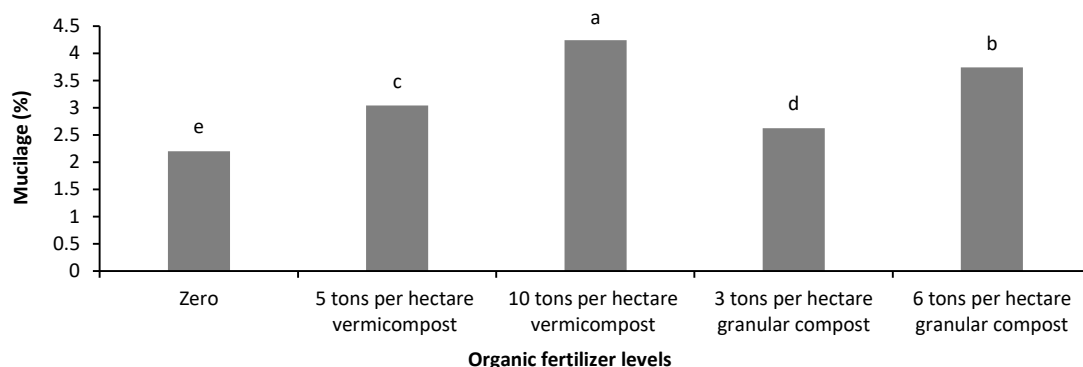 Mucilage (%)
4.5
4
3.5
3
2.5
2
1.5
1
0.5
0
e
c
a
d
b
Zero
5 tons per hectare
vermicompost
10 tons per hectare
vermicompost
3 tons per hectare
granular compost
6 tons per hectare
granular compost
Organic fertilizer levels